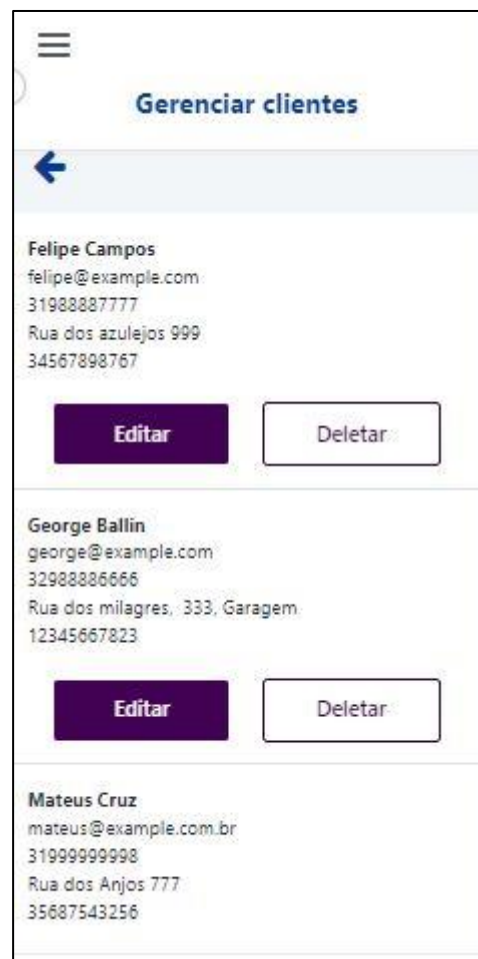 Gerenciar clientes
Felipe Campos
felipe@example.com
31988887777
Rua dos azulejos 999
34567898767
Editar Deletar
George Ballin
george@example.com
32988886666
Rua dos milagres, 333, Garagem
12345667823
Editar Deletar
Mateus Cruz
mateus@example.com.br
31999999998
Rua dos Anjos 777
35687543256